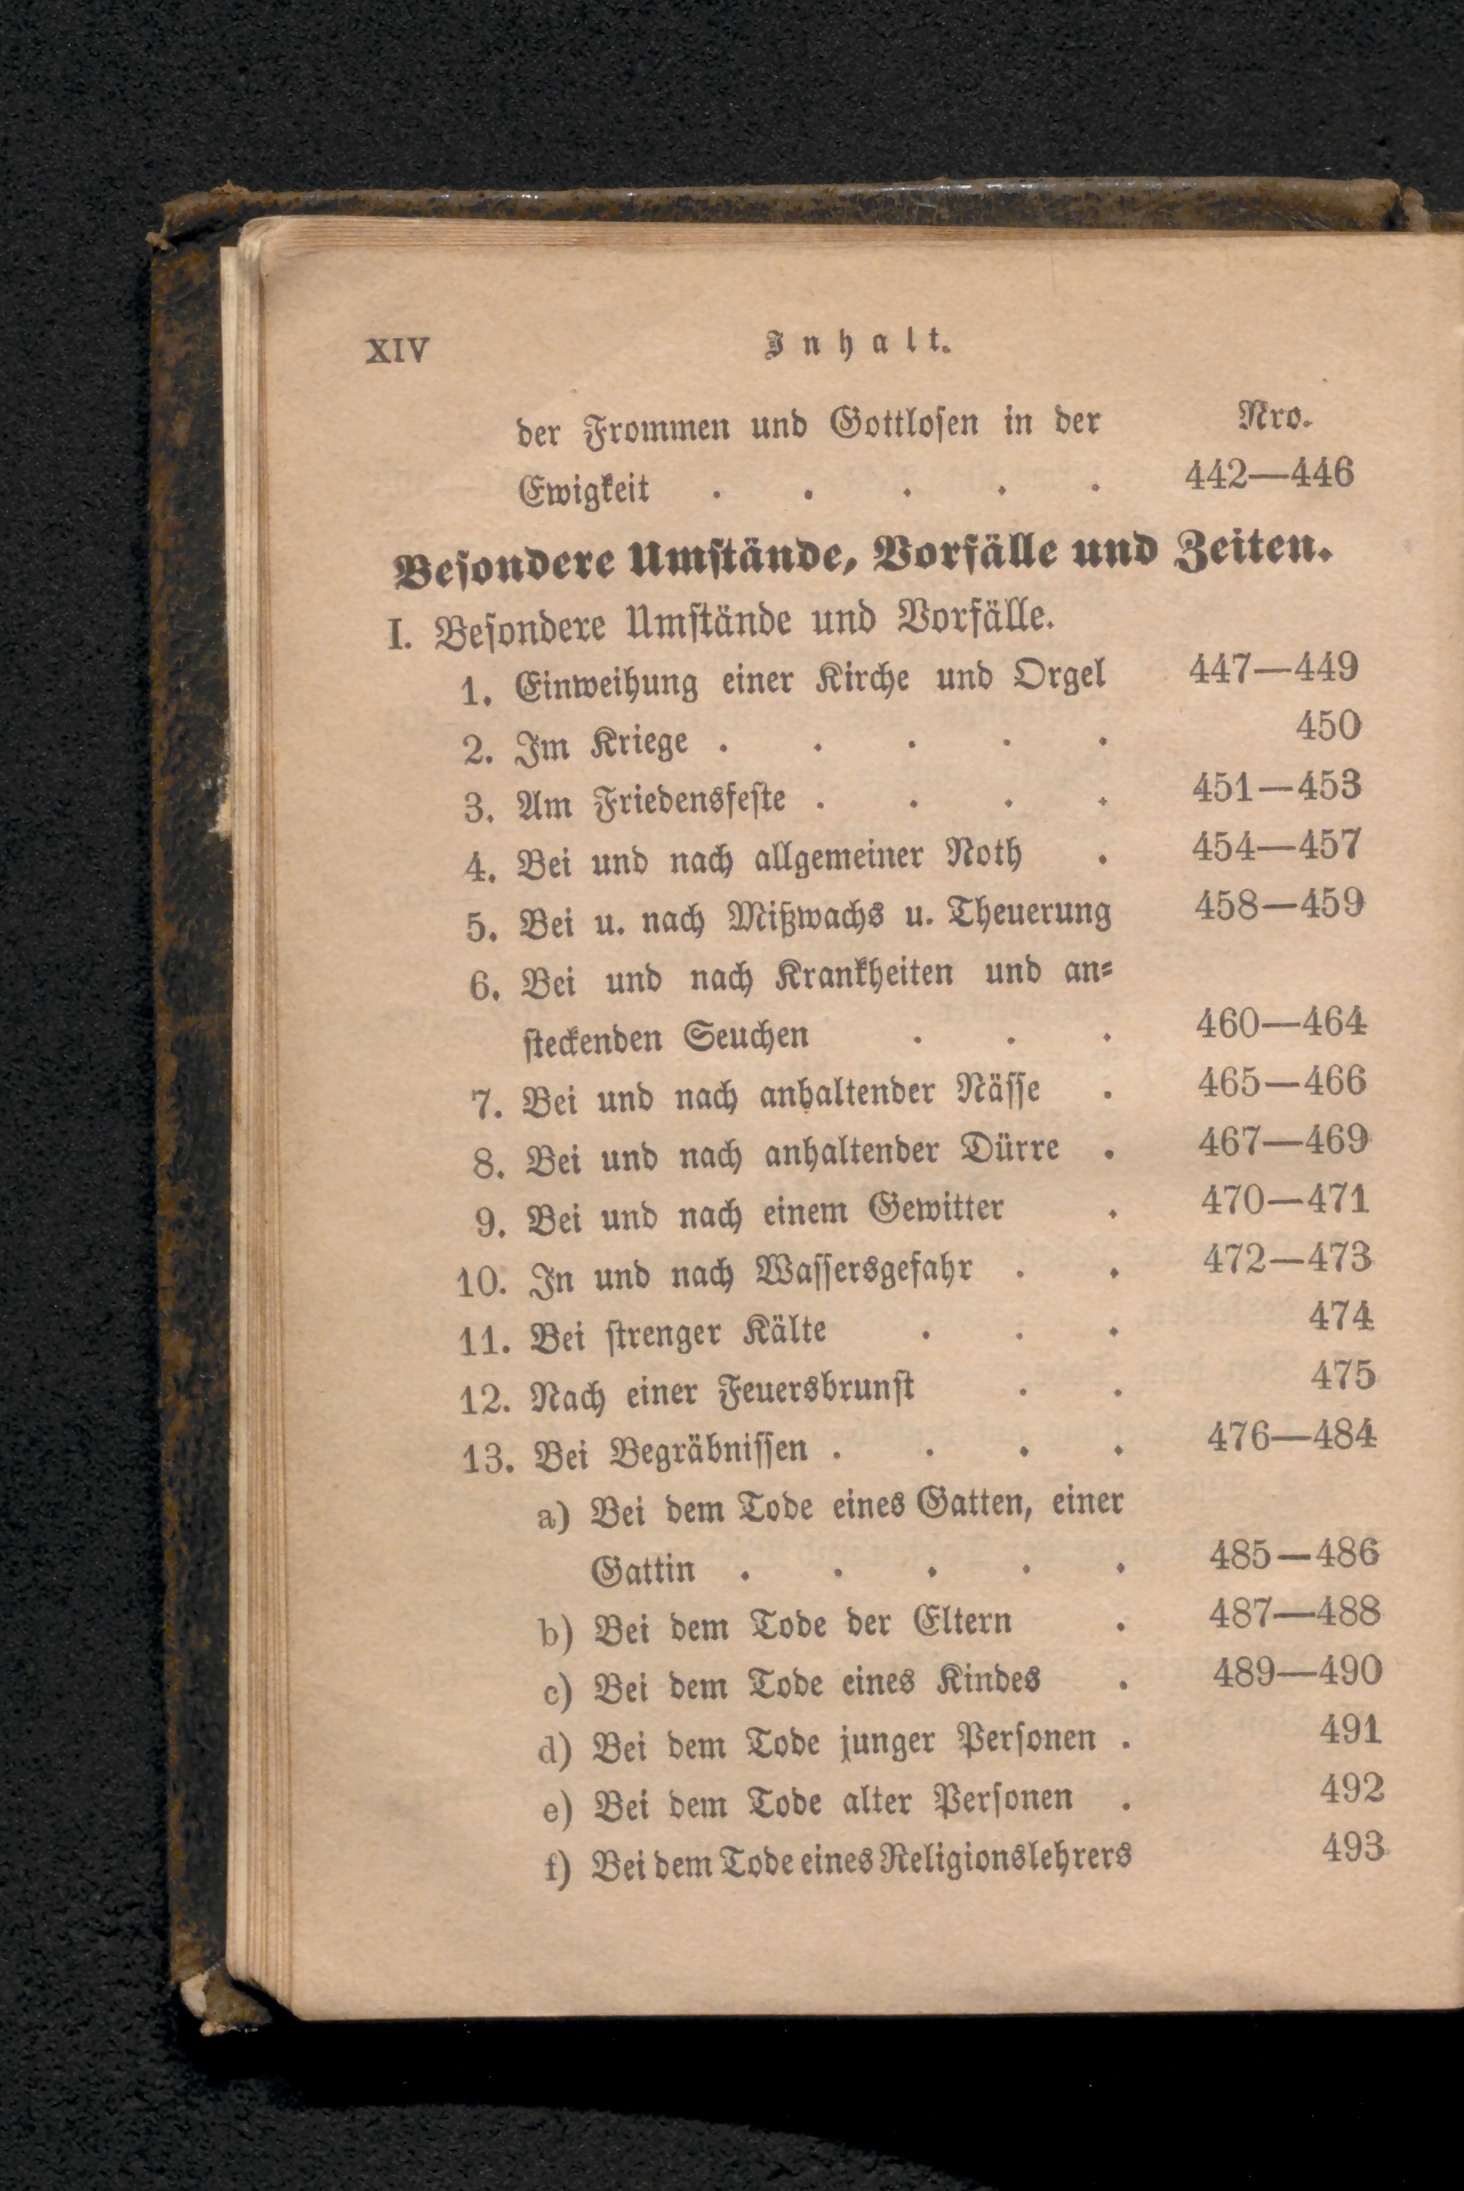 XIV Inhalt.
der Frommen und Gottlosen in der Nro.
Ewigkeit . . . . . 442—446
Besondere Umstände, Vorfälle und Zeiten.
I. Besondere Umstände und Vorfälle.
1. Einweihung einer Kirche und Orgel 447—449
2. Im Kriege . . . . . 450
3. Am Friedensfeste . . . . 451—453
4. Bei und nach allgemeiner Noth . 454—457
5. Bei u. nach Mißwachs u. Theuerung 458—459
6. Bei und nach Krankheiten und an-
steckenden Seuchen . . . 460—464
7. Bei und nach anhaltender Nässe . 465—466
8. Bei und nach anhaltender Dürre . 467—469
9. Bei und nach einem Gewitter . 470—471
10. In und nach Wassersgefahr . . 472—473
11. Bei strenger Kälte . . . 474
12. Nach einer Feuersbrunst . . 475
13. Bei Begräbnissen . . . . 476—484
a) Bei dem Tode eines Gatten, einer
Gattin . . . . . 485—486
b) Bei dem Tode der Eltern . 487—488
c) Bei dem Tode eines Kindes . 489—490
d) Bei dem Tode junger Personen . 491
e) Bei dem Tode alter Personen . 492
f) Bei dem Tode eines Religionslehrers 493